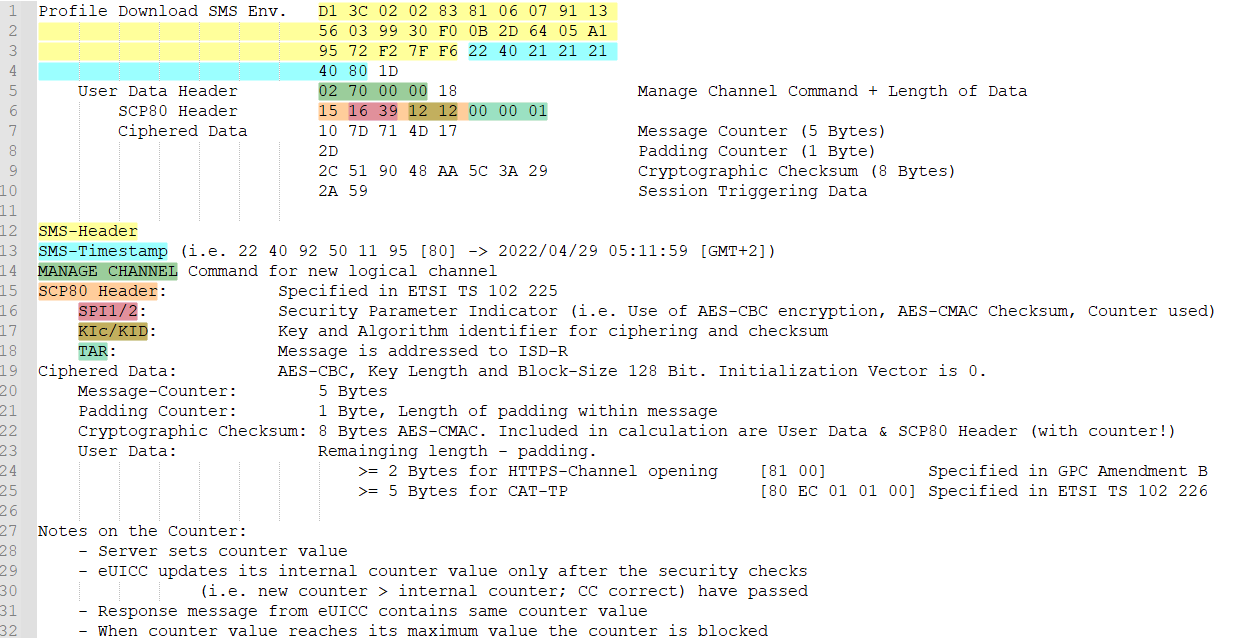 1 Profile Download SMS Env. D1 3C 02 02 83 81 06 07 91 13
2 56 03 99 30 F0 0B 2D 64 05 A1
3 95 72 F2 7F F6 22 40 21 21 21
4 40 80 1D
5 User Data Header 02 70 00 00 18 Manage Channel Command + Length of Data
6 SCP80 Header 15 16 39 12 12 00 00 01
7 Ciphered Data 10 7D 71 4D 17 Message Counter (5 Bytes)
8 2D Padding Counter (1 Byte)
9 2C 51 90 48 AA 5C 3A 29 Cryptographic Checksum (8 Bytes)
10 2A 59 Session Triggering Data
11
12 SMS-Header
13 SMS-Timestamp (i.e. 22 40 92 50 11 95 [80] -> 2022/04/29 05:11:59 [GMT+2])
14 MANAGE CHANNEL Command for new logical channel
15 SCP80 Header: Specified in ETSI TS 102 225
16 SPI1/2: Security Parameter Indicator (i.e. Use of AES-CBC encryption, AES-CMAC Checksum, Counter used)
17 KIc/KID: Key and Algorithm identifier for ciphering and checksum
18 TAR: Message is addressed to ISD-R
19 Ciphered Data: AES-CBC, Key Length and Block-Size 128 Bit. Initialization Vector is 0.
20 Message-Counter: 5 Bytes
21 Padding Counter: 1 Byte, Length of padding within message
22 Cryptographic Checksum: 8 Bytes AES-CMAC. Included in calculation are User Data & SCP80 Header (with counter!)
23 User Data: Remainging length - padding.
24 >= 2 Bytes for HTTPS-Channel opening [81 00] Specified in GPC Amendment B
25 >= 5 Bytes for CAT-TP [80 EC 01 01 00] Specified in ETSI TS 102 226
26
27 Notes on the Counter:
28 - Server sets counter value
29 - eUICC updates its internal counter value only after the security checks
30 (i.e. new counter > internal counter; CC correct) have passed
31 - Response message from eUICC contains same counter value
32 - When counter value reaches its maximum value the counter is blocked